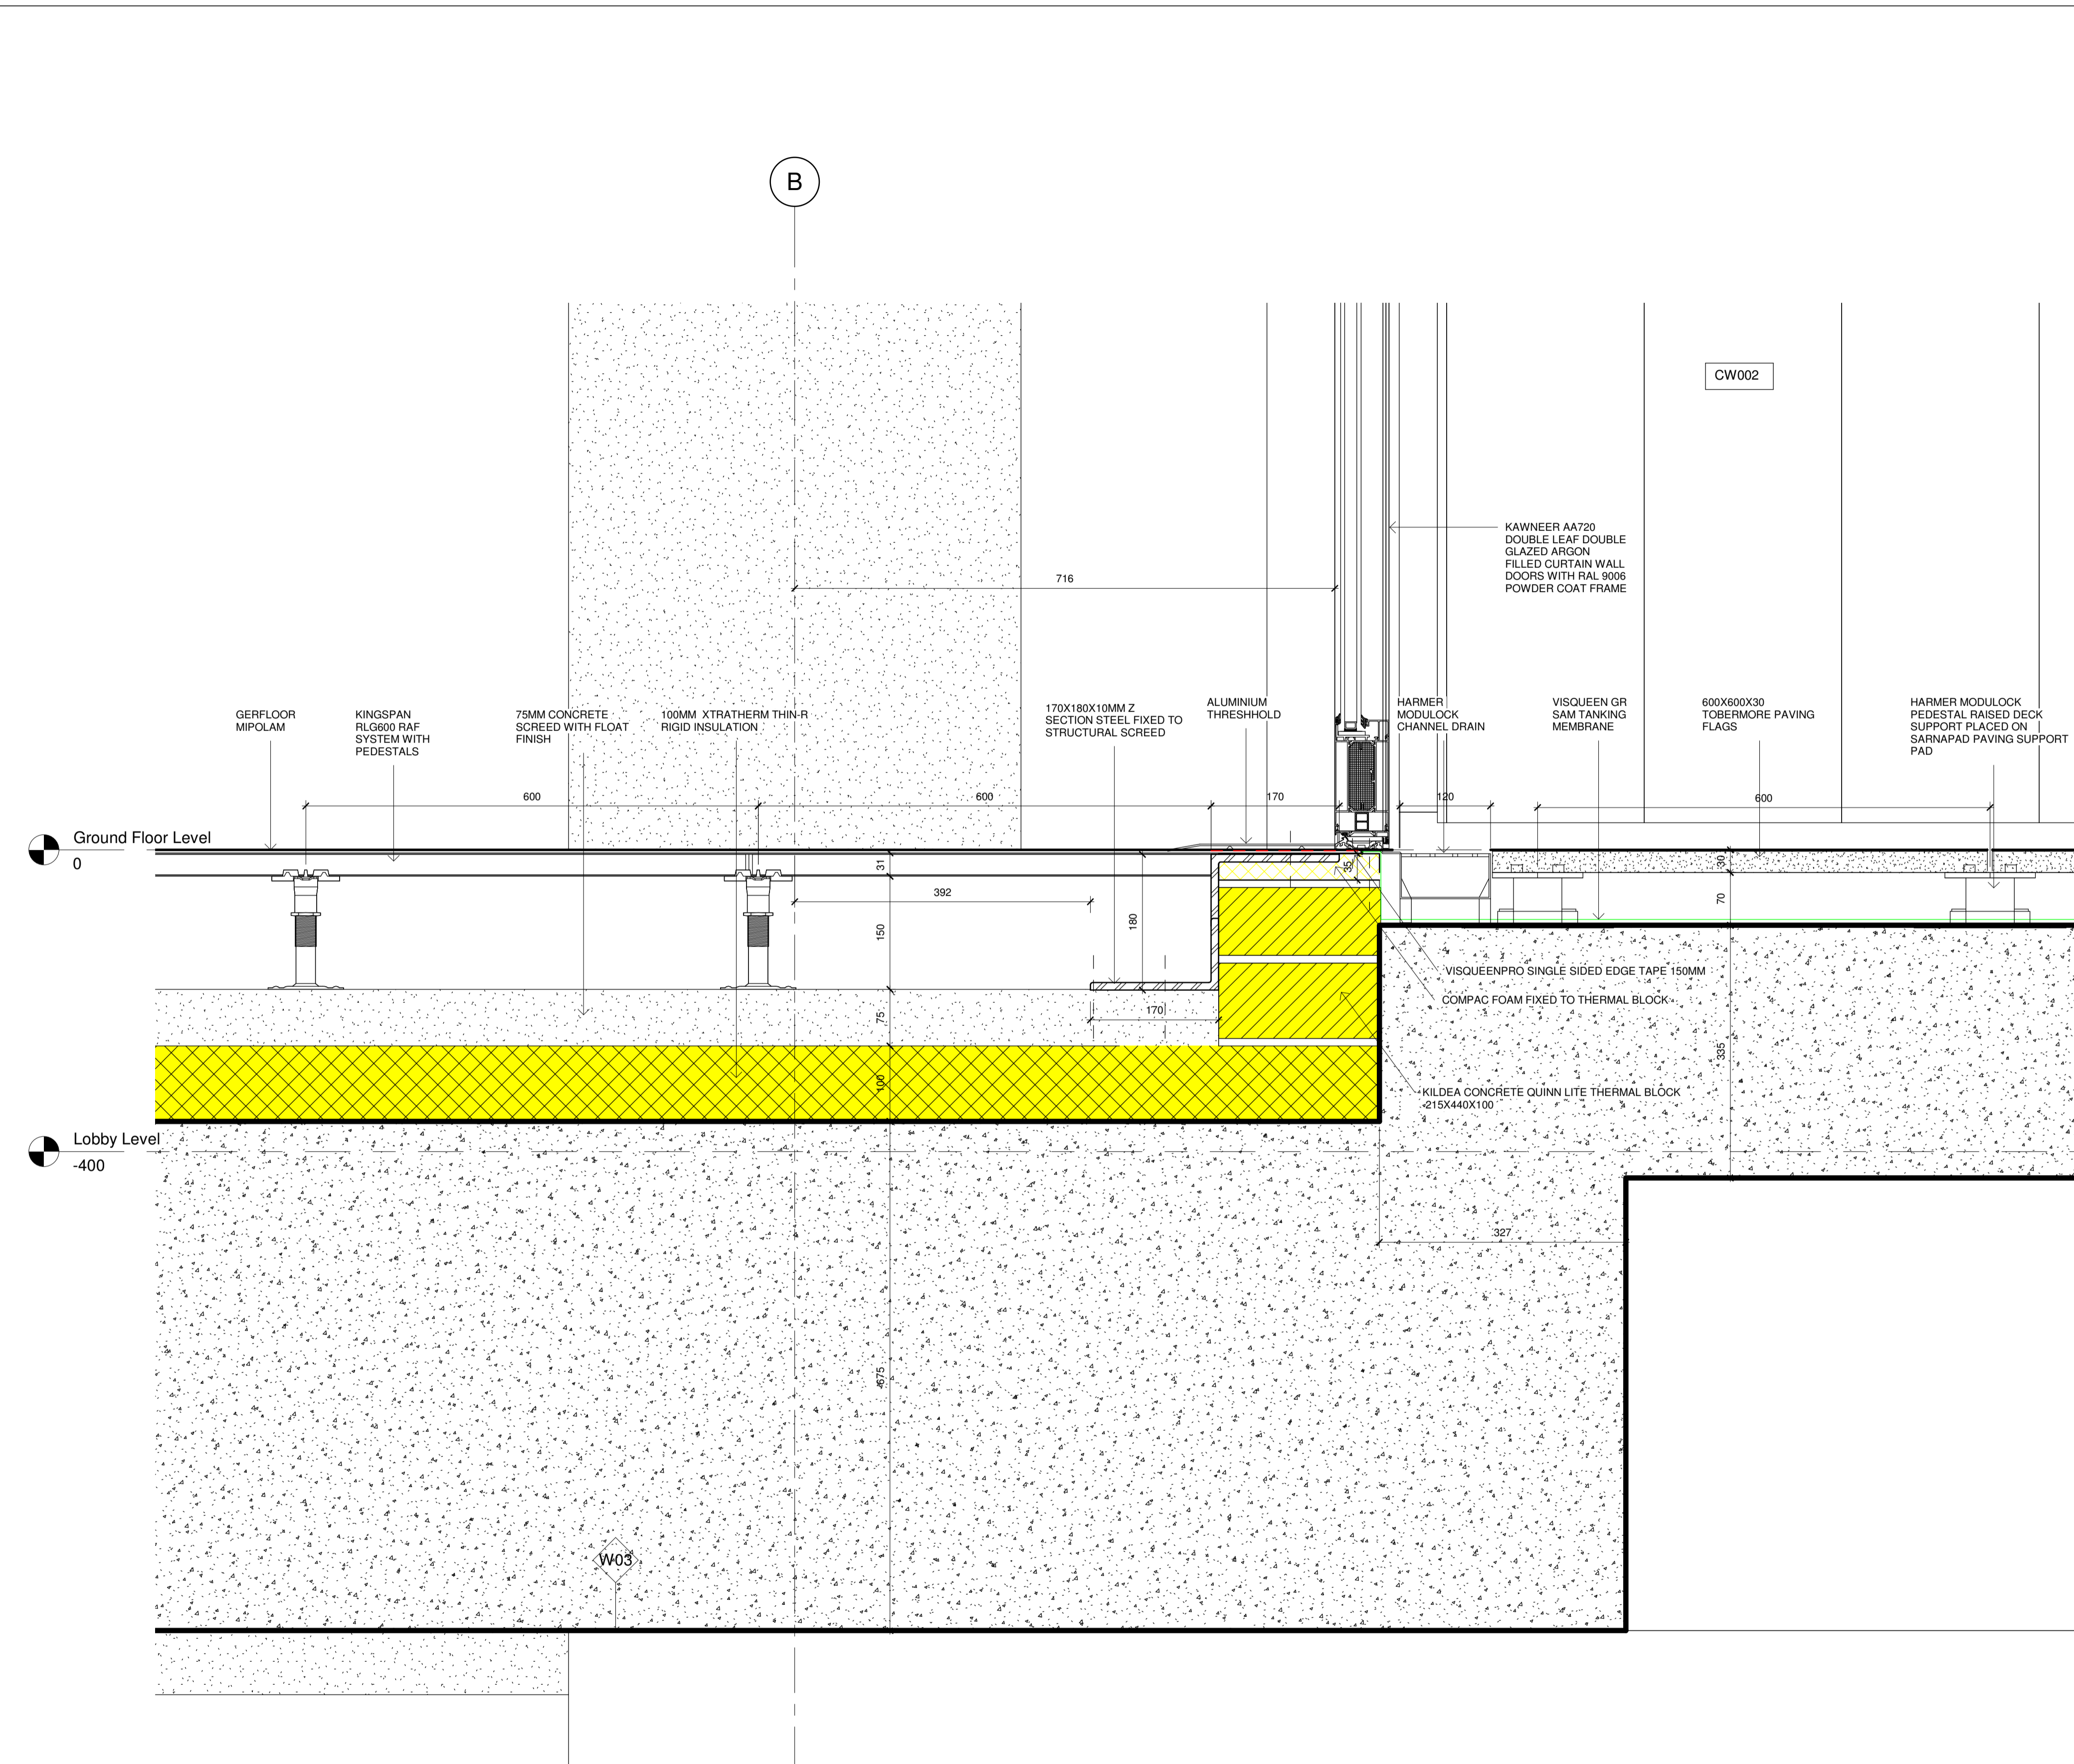 B
CW002
KAWNEER AA720
DOUBLE LEAF DOUBLE
GLAZED ARGON
FILLED CURTAIN WALL
DOORS WITH RAL 9006
POWDER COAT FRAME
716
GERFLOOR
MIPOLAM
KINGSPAN
RLG600 RAF
SYSTEM WITH
PEDESTALS
75MM CONCRETE
SCREED WITH FLOAT
FINISH
100MM XTRATHERM THIN-R
RIGID INSULATION
170X180X10MM Z
SECTION STEEL FIXED TO
STRUCTURAL SCREED
ALUMINIUM
THRESHHOLD
HARMER
MODULOCK
CHANNEL DRAIN
VISQUEEN GR
SAM TANKING
MEMBRANE
600X600X30
TOBERMORE PAVING
FLAGS
HARMER MODULOCK
PEDESTAL RAISED DECK
SUPPORT PLACED ON
SARNAPAD PAVING SUPPORT
PAD
600
600
170
120
600
Ground Floor Level
0
31
35
30
392
150
180
70
VISQUEENPRO SINGLE SIDED EDGE TAPE 150MM
COMPAC FOAM FIXED TO THERMAL BLOCK
75
170
335
100
KILDEA CONCRETE QUINN LITE THERMAL BLOCK
-215X440X100
Lobby Level
-400
327
675
W03